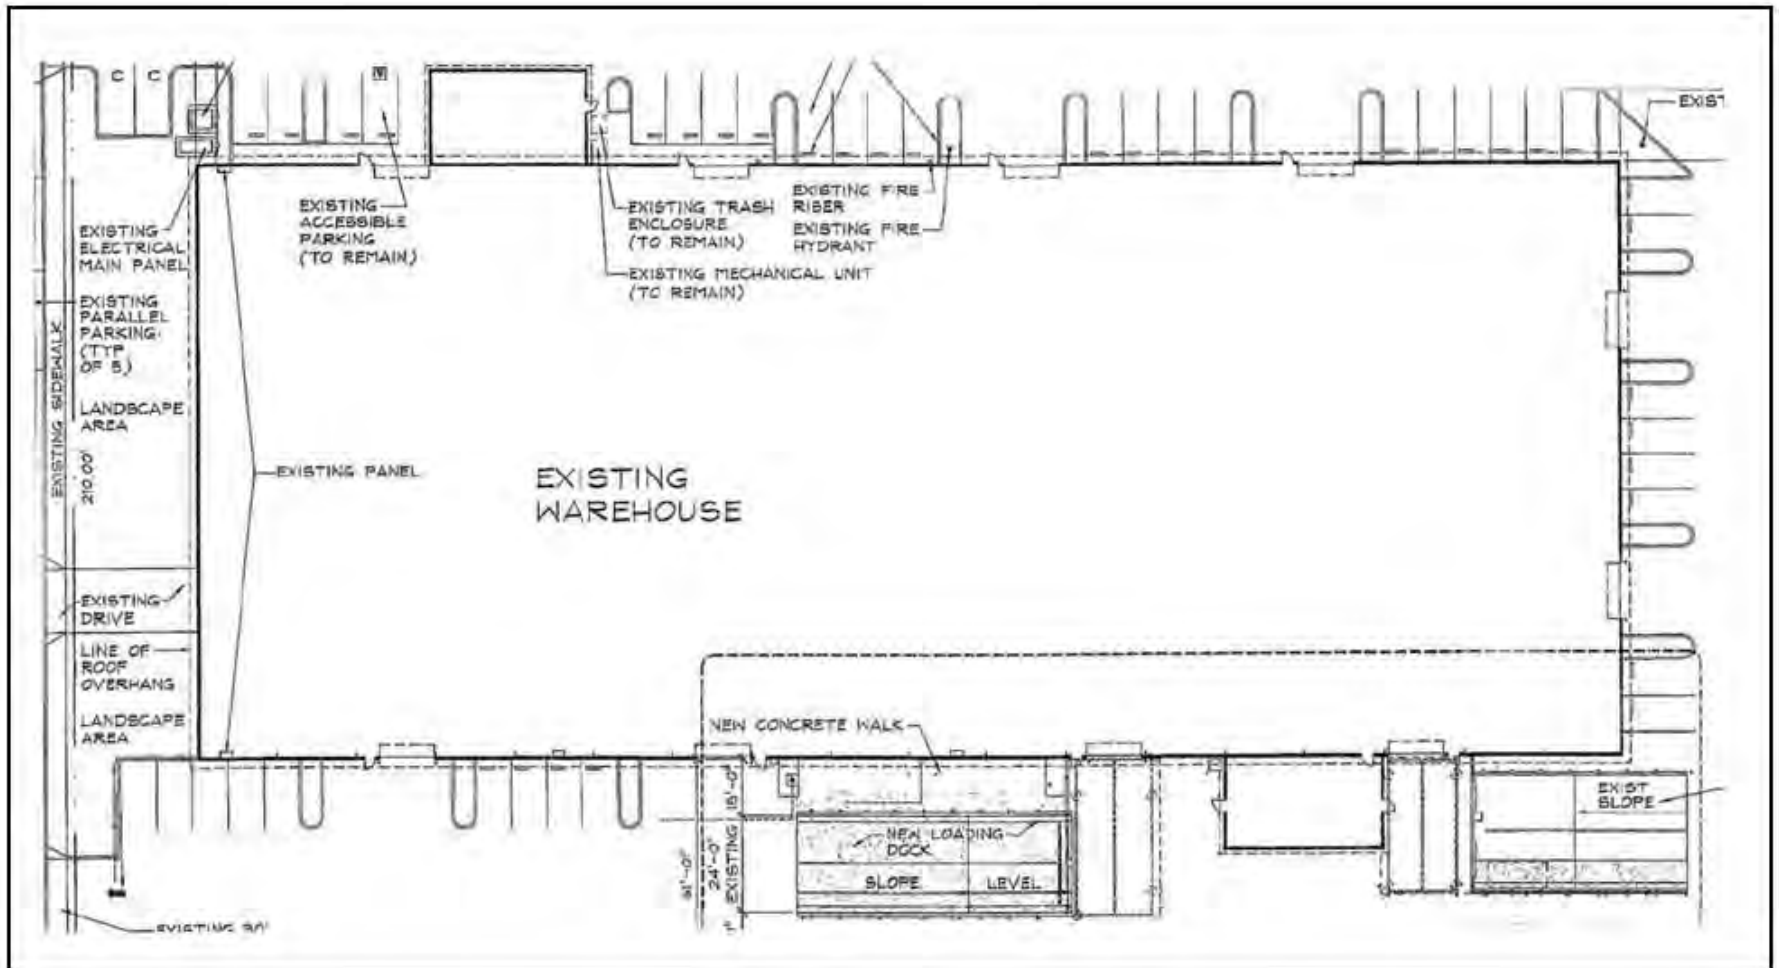 C C
EXIST
EXISTING
ELECTRICAL
MAIN PANEL
EXISTING
ACCESSIBLE
PARKING
(TO REMAIN)
EXISTING TRASH
ENCLOSURE
(TO REMAIN)
EXISTING FIRE
RISER
EXISTING FIRE
HYDRANT
EXISTING MECHANICAL UNIT
(TO REMAIN)
EXISTING
PARALLEL
PARKING
(TYP
OF 5)
EXISTING SIDEWALK
LANDSCAPE
AREA
210.00'
EXISTING PANEL
EXISTING
WAREHOUSE
EXISTING
DRIVE
LINE OF
ROOF
OVERHANG
LANDSCAPE
AREA
NEW CONCRETE WALK
EXISTING
24'-0"
NEW LOADING
DOCK
SLOPE
LEVEL
EXIST
SLOPE
EXISTING 30'